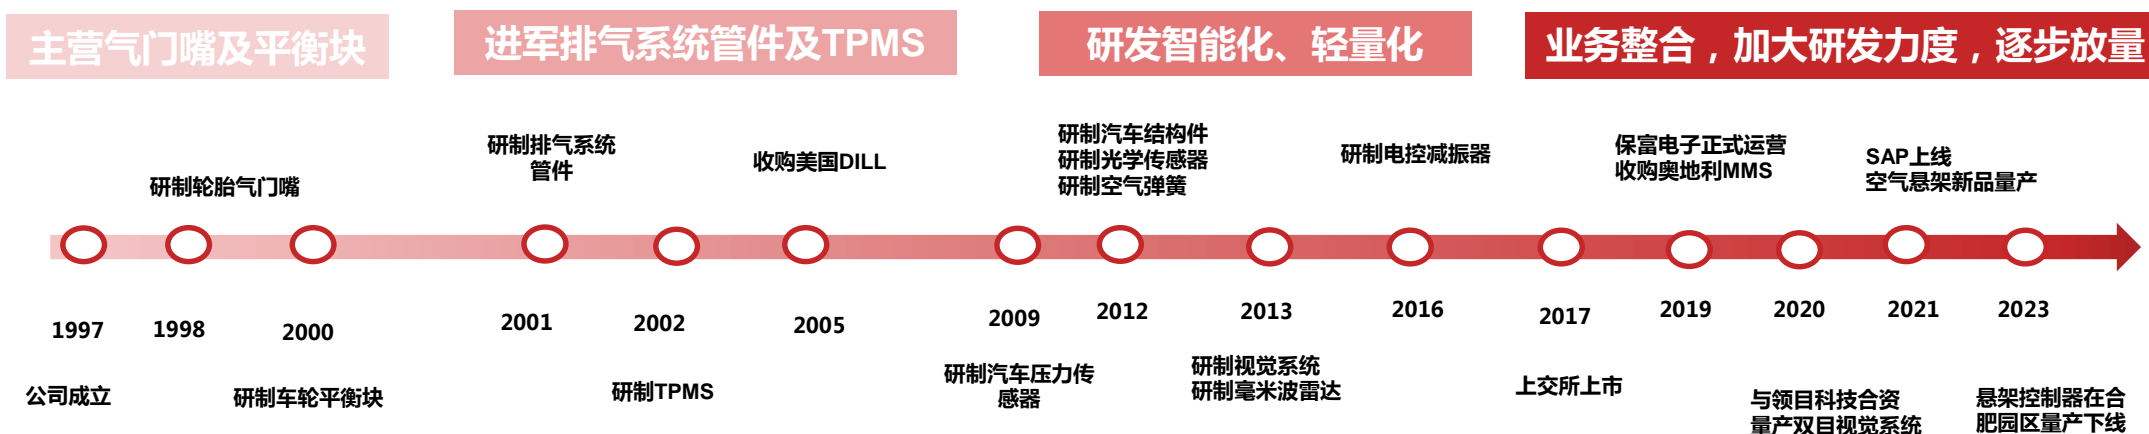 主营气门嘴及平衡块
进军排气系统管件及TPMS
研发智能化、轻量化
业务整合，加大研发力度，逐步放量
研制轮胎气门嘴
研制排气系统
管件
收购美国DILL
研制汽车结构件
研制光学传感器
研制空气弹簧
研制电控减振器
保富电子正式运营
收购奥地利MMS
SAP上线
空气悬架新品量产
1997
1998
2000
2001
2002
2005
2009
2012
2013
2016
2017
2019
2020
2021
2023
公司成立
研制车轮平衡块
研制TPMS
研制汽车压力传
感器
研制视觉系统
研制毫米波雷达
上交所上市
与领目科技合资
量产双目视觉系统
悬架控制器在合
肥园区量产下线